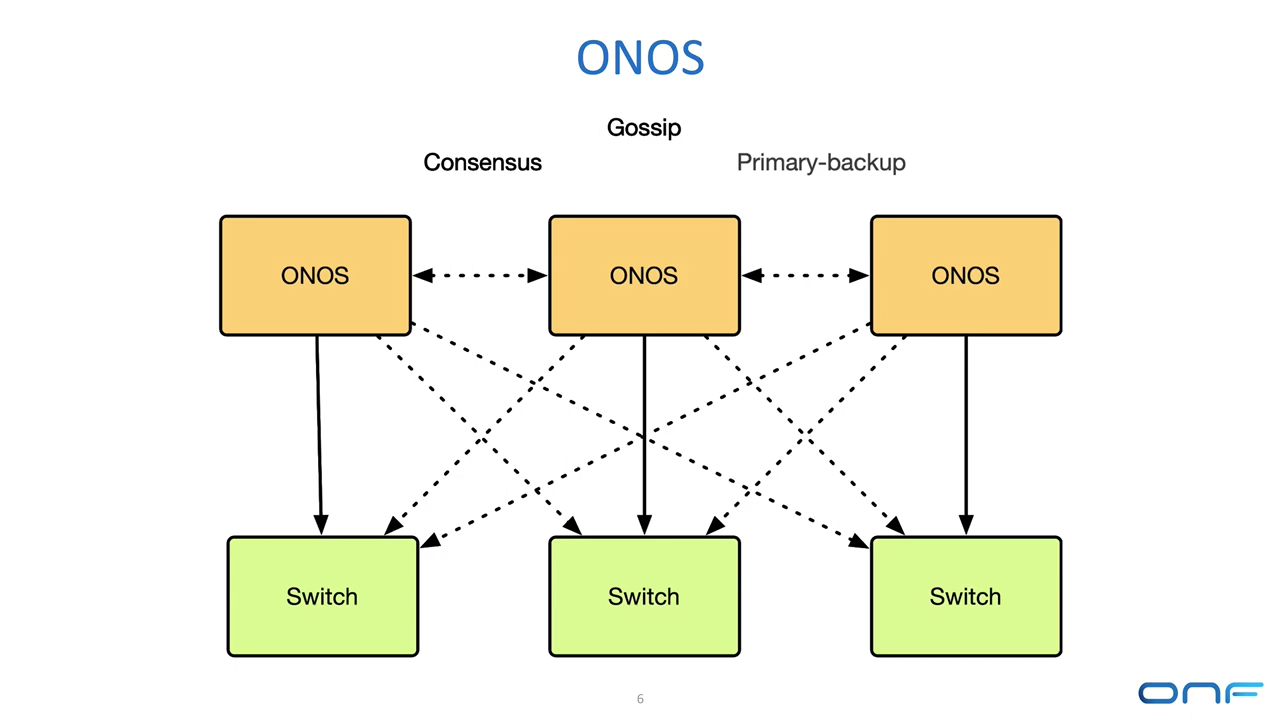 ONOS
Gossip
Consensus
Primary-backup
ONOS
ONOS
ONOS
Switch
Switch
Switch
6
ONF